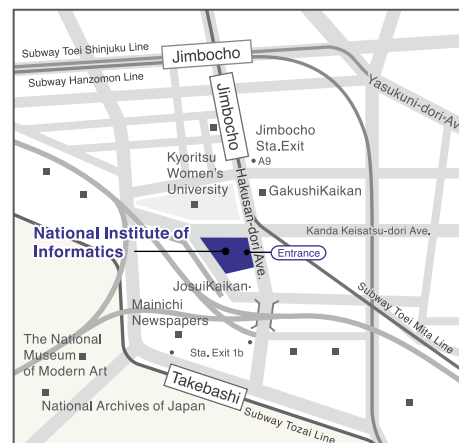 Subway Toei Shinjuku Line
Jimbocho
Subway Hanzomon Line
Yasukuni-dori Av
Jimbocho
Jimbocho
Sta.Exit
A9
Kyoritsu
Women's
University
GakushiKaikan
Hakusan-dori Ave.
Kanda Keisatsu-dori Ave.
National Institute of
Informatics
Entrance
JosuiKaikan
Mainichi
Newspapers
Subway Toei Mita Line
The National
Museum
of Modern Art
Sta. Exit 1b
Takebashi
National Archives of Japan
Subway Tozai Line